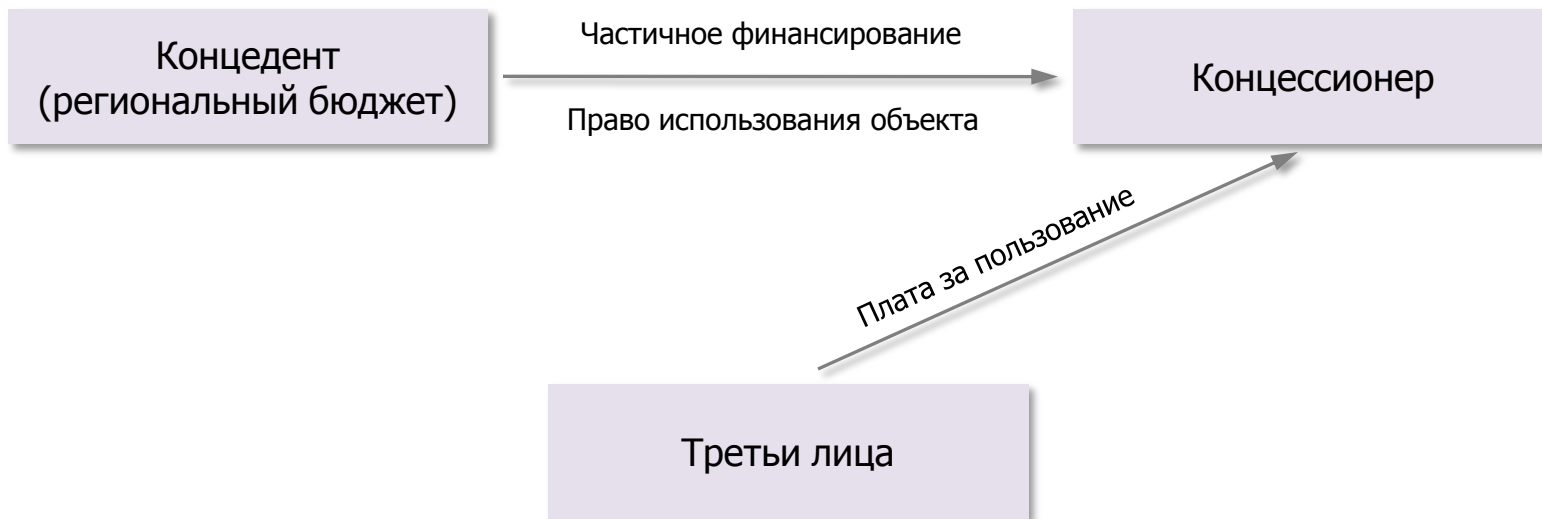 Концедент
(региональный бюджет)
Частичное финансирование
Право использования объекта
Концессионер
Плата за пользование
Третьи лица